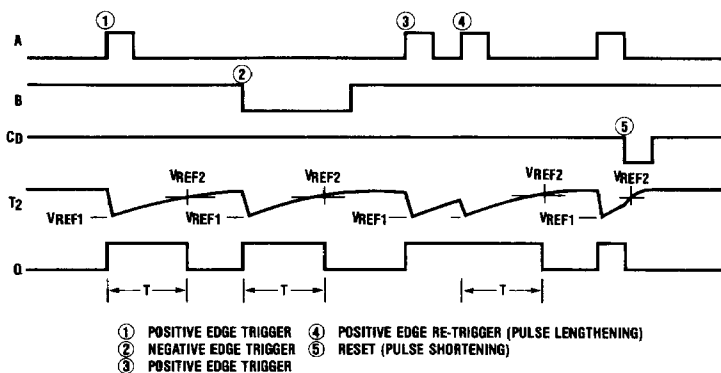 ① ③ ④
A
②
B
CD
⑤
VREF2 VREF2 VREF2 VREF2
T2
VREF1 VREF1 VREF1 VREF1
Q
T T T
① POSITIVE EDGE TRIGGER ④ POSITIVE EDGE RE-TRIGGER (PULSE LENGTHENING)
② NEGATIVE EDGE TRIGGER ⑤ RESET (PULSE SHORTENING)
③ POSITIVE EDGE TRIGGER